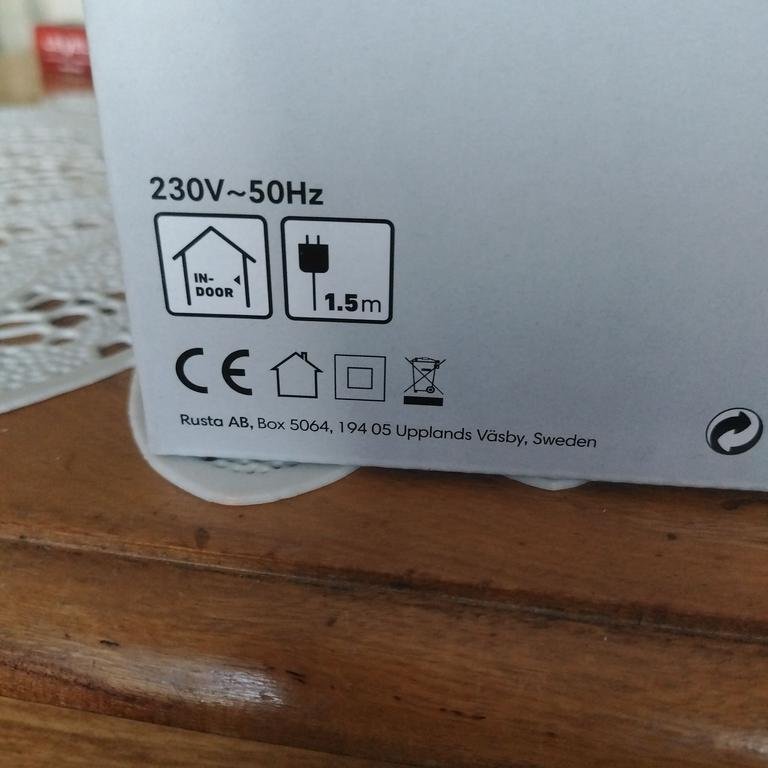 230V~50Hz
IN-
DOOR
1.5m
CE
Rusta AB, Box 5064, 194 05 Upplands Väsby, Sweden